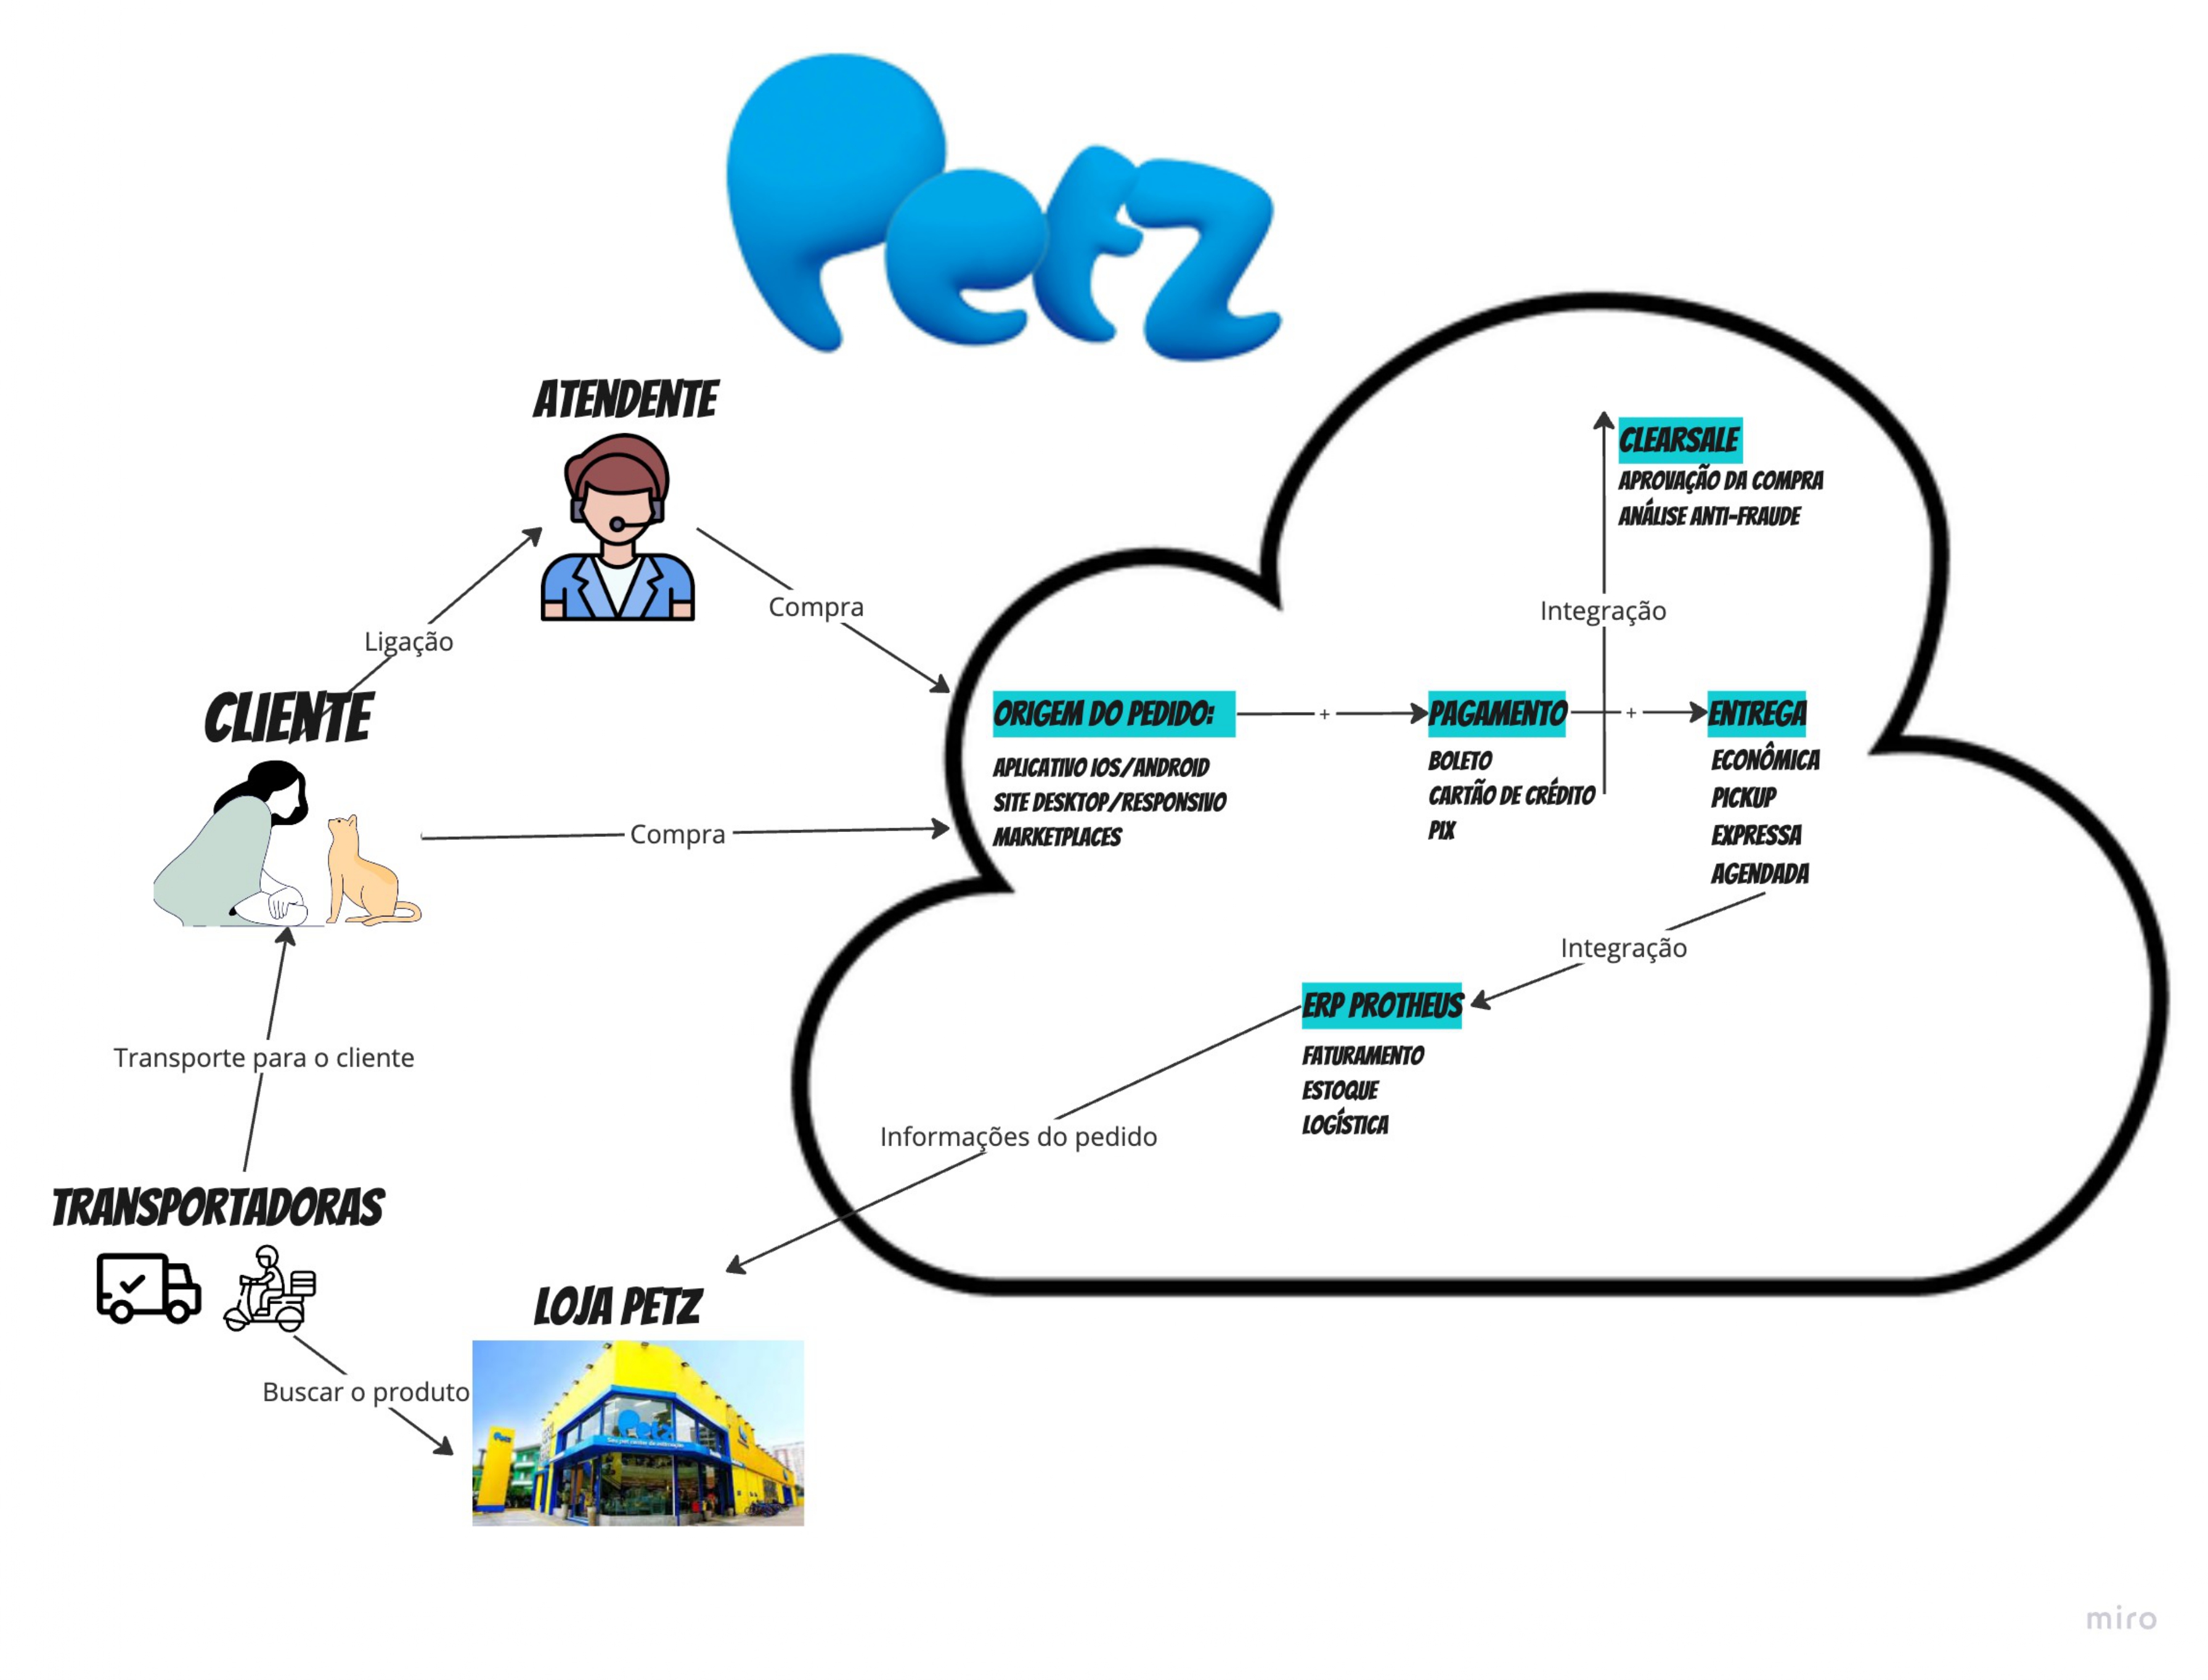 Petz
ATENDENTE
CLEARSALE
APROVAÇÃO DA COMPRA
ANÁLISE ANTI-FRAUDE
Compra
Integração
Ligação
CLIENTE
ORIGEM DO PEDIDO:
+
PAGAMENTO
+
ENTREGA
APLICATIVO IOS/ANDROID
SITE DESKTOP/RESPONSIVO
MARKETPLACES
BOLETO
CARTÃO DE CRÉDITO
PIX
ECONÔMICA
PICKUP
EXPRESSA
AGENDADA
Compra
Integração
ERP PROTHEUS
FATURAMENTO
ESTOQUE
LOGÍSTICA
Transporte para o cliente
Informações do pedido
TRANSPORTADORAS
LOJA PETZ
Buscar o produto
Petz
Petz
miro